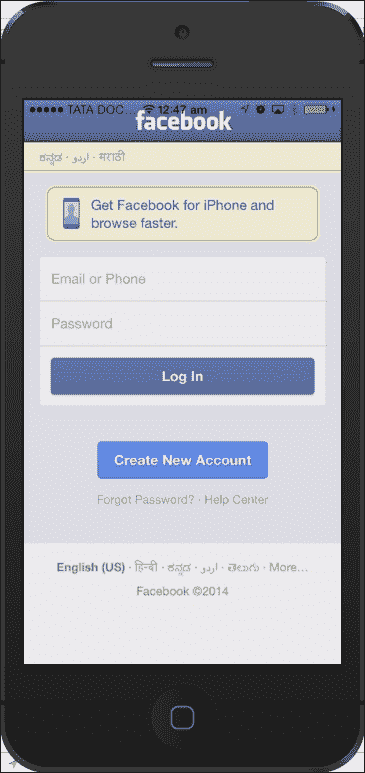 TATA DOC 12:47 am
facebook
ಕನ್ನಡ · اردو · मराठी
Get Facebook for iPhone and
browse faster.
Email or Phone
Password
Log In
Create New Account
Forgot Password? · Help Center
English (US) · हिन्दी · ಕನ್ನಡ · اردو · తెలుగు · More...
Facebook ©2014